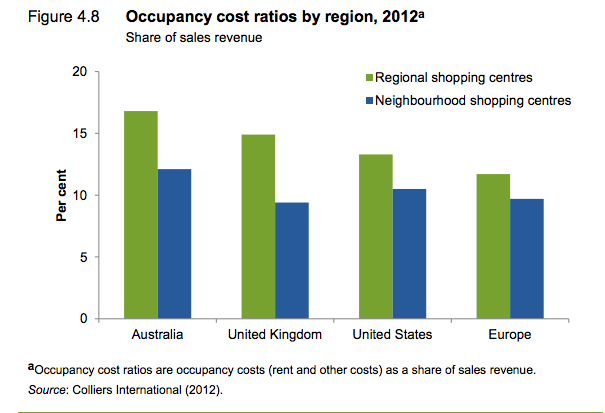 Figure 4.8 Occupancy cost ratios by region, 2012a
Share of sales revenue
20
Regional shopping centres
Neighbourhood shopping centres
15
Per cent
10
5
0
Australia United Kingdom United States Europe
aOccupancy cost ratios are occupancy costs (rent and other costs) as a share of sales revenue.
Source: Colliers International (2012).